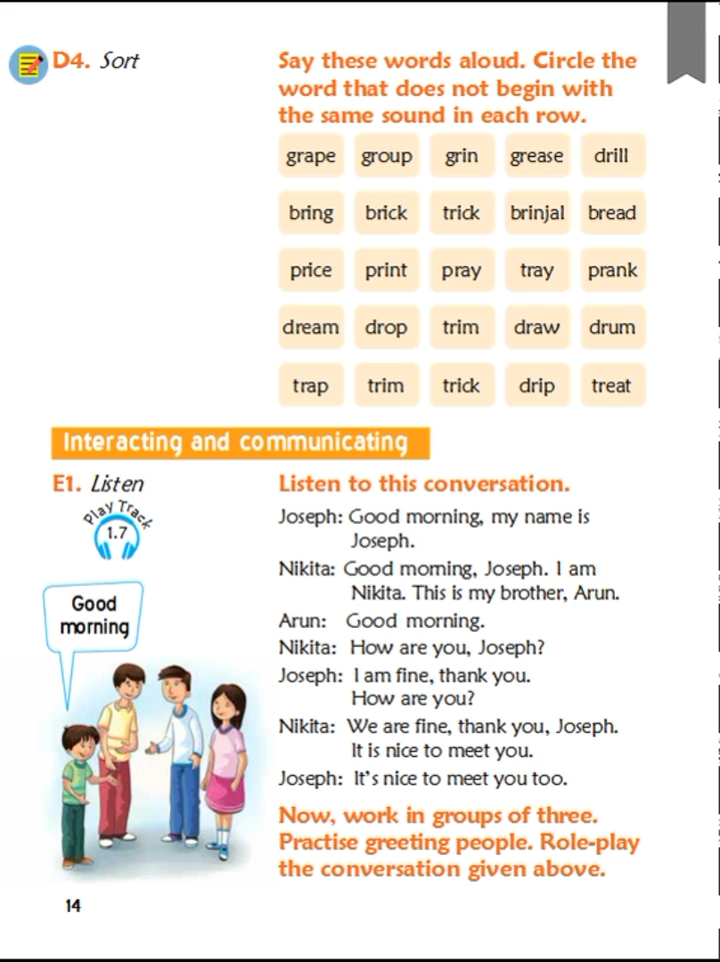 D4. Sort
Say these words aloud. Circle the
word that does not begin with
the same sound in each row.
grape group grin grease drill
bring brick trick brinjal bread
price print pray tray prank
dream drop trim draw drum
trap trim trick drip treat
Interacting and communicating
E1. Listen
Play Track
1.7
Good
morning
Listen to this conversation.
Joseph: Good morning, my name is
Joseph.
Nikita: Good morning, Joseph. I am
Nikita. This is my brother, Arun.
Arun: Good morning.
Nikita: How are you, Joseph?
Joseph: I am fine, thank you.
How are you?
Nikita: We are fine, thank you, Joseph.
It is nice to meet you.
Joseph: It's nice to meet you too.
Now, work in groups of three.
Practise greeting people. Role-play
the conversation given above.
14